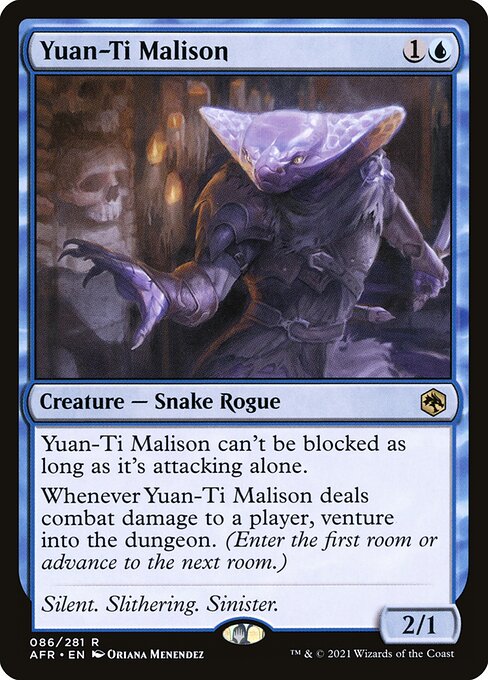 Yuan-Ti Malison 1
Creature — Snake Rogue
Yuan-Ti Malison can't be blocked as
long as it's attacking alone.
Whenever Yuan-Ti Malison deals
combat damage to a player, venture
into the dungeon. (Enter the first room or
advance to the next room.)
Silent. Slithering. Sinister.
2/1
086/281 R
AFR • EN Oriana Menendez
™ & © 2021 Wizards of the Coast